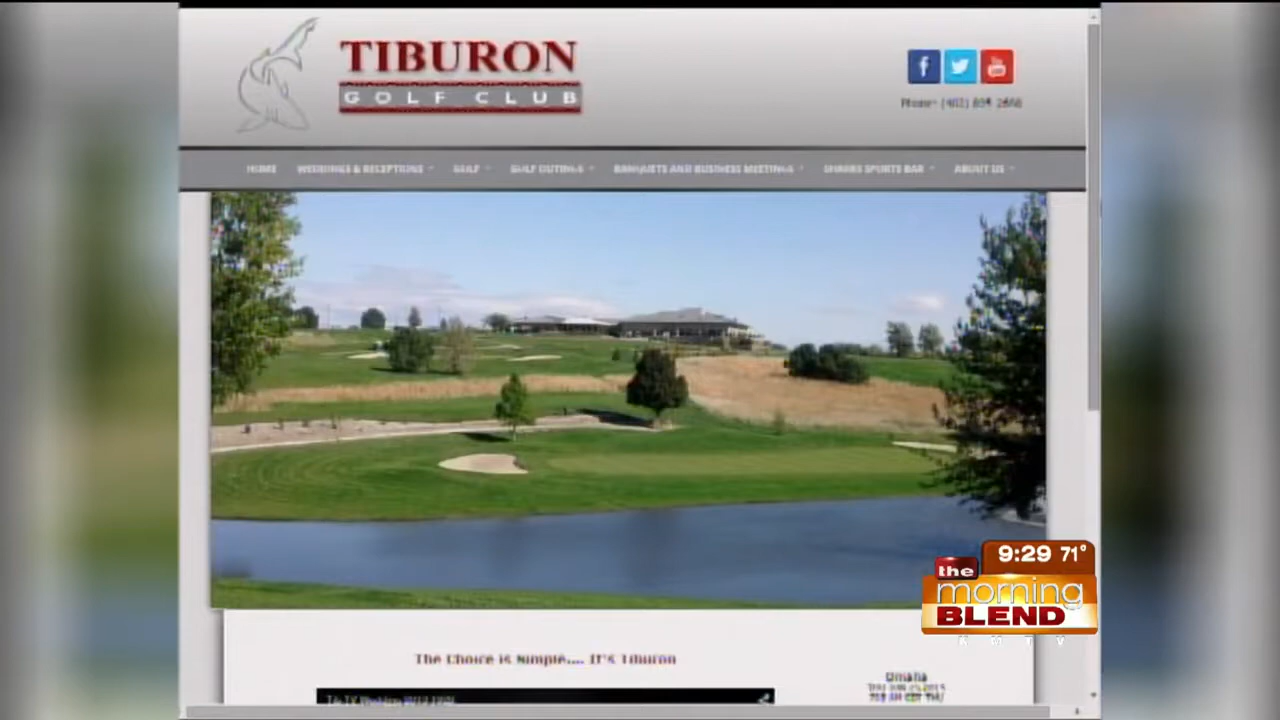 TIBURON
GOLF CLUB
HOME WEDDINGS & RECEPTIONS GOLF GOLF OUTINGS BANQUETS AND BUSINESS MEETINGS SHARKS SPORTS BAR ABOUT US
9:29 71°
the
morning
BLEND
KMTV
The Choice is Simple.... It's Tiburon
Omaha